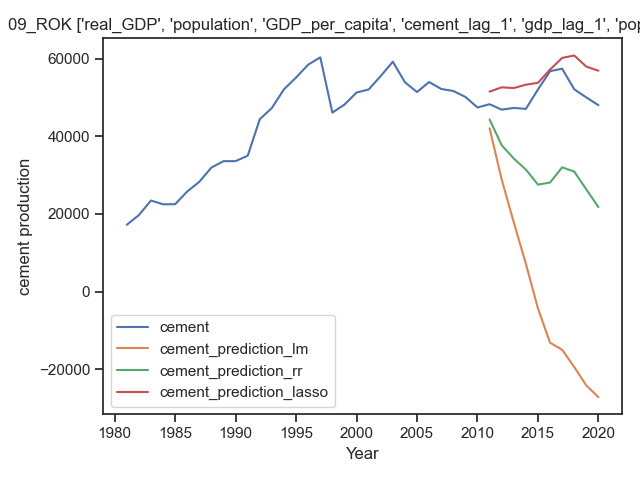 09_ROK ['real_GDP', 'population', 'GDP_per_capita', 'cement_lag_1', 'gdp_lag_1', 'pop
60000
40000
20000
0
−20000
cement production
cement
cement_prediction_lm
cement_prediction_rr
cement_prediction_lasso
1980 1985 1990 1995 2000 2005 2010 2015 2020
Year